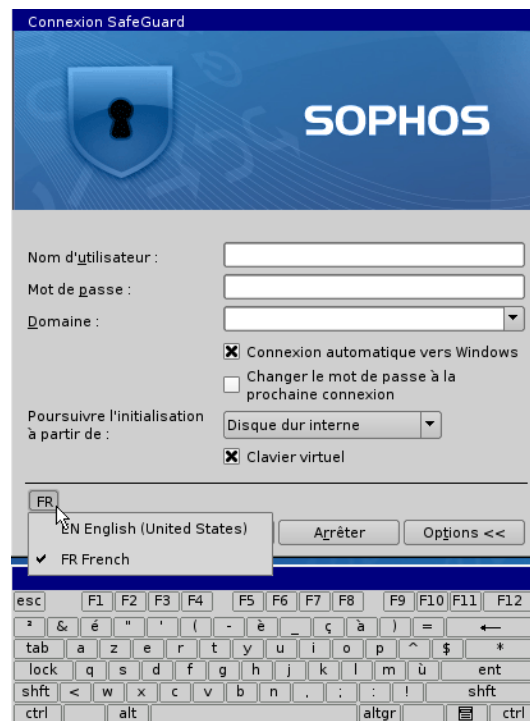 Connexion SafeGuard
SOPHOS
Nom d'utilisateur :
Mot de passe :
Domaine :
Connexion automatique vers Windows
Changer le mot de passe à la
prochaine connexion
Poursuivre l'initialisation
à partir de :
Disque dur interne
Clavier virtuel
FR
EN English (United States)
✔ FR French
Arrêter
Options <<
esc F1 F2 F3 F4 F5 F6 F7 F8 F9 F10 F11 F12
² & é " ' ( - è _ ç à ) = ←
tab a z e r t y u i o p ^ $ *
lock q s d f g h j k l m ù ent
shft < w x c v b n , ; : ! shft
ctrl alt altgr ctrl